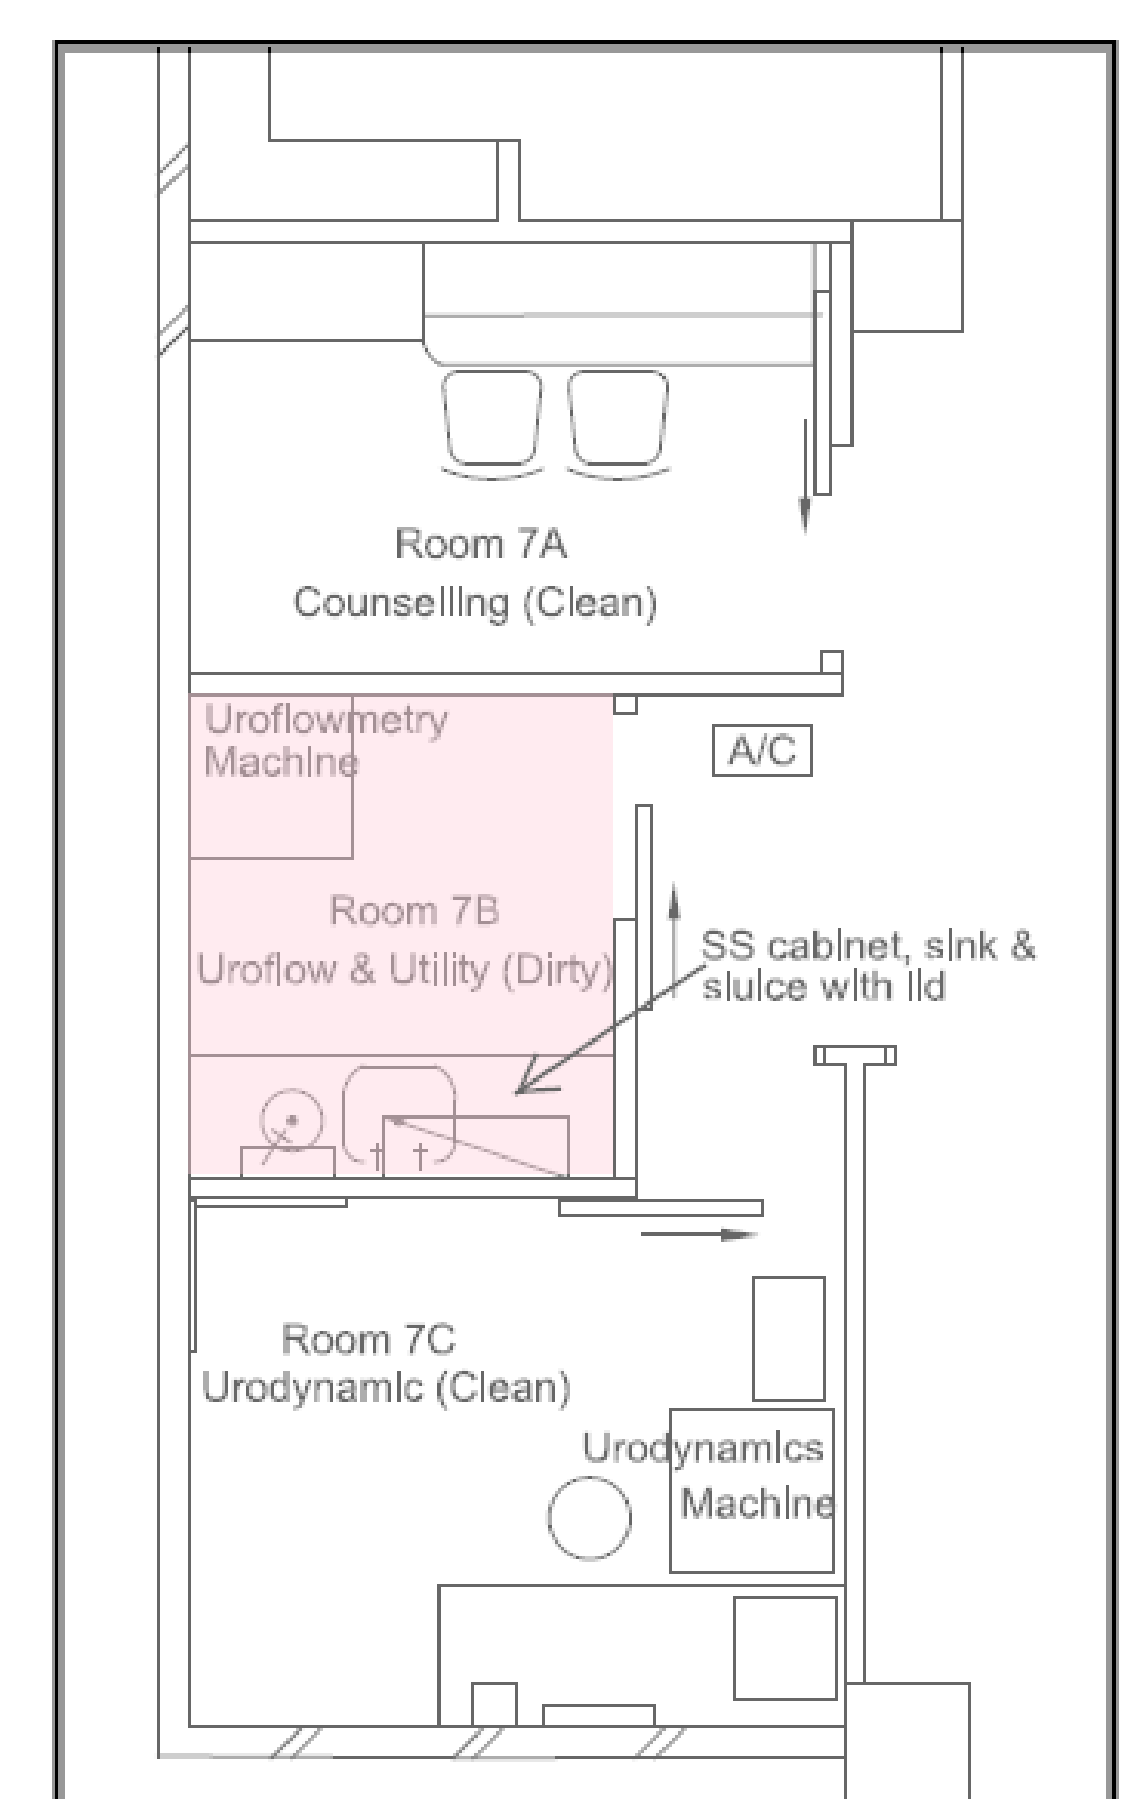 Room 7A
Counselling (Clean)
Uroflowmetry
Machine
A/C
Room 7B
Uroflow & Utility (Dirty)
SS cabinet, sink &
sluice with lid
Room 7C
Urodynamic (Clean)
Urodynamics
Machine